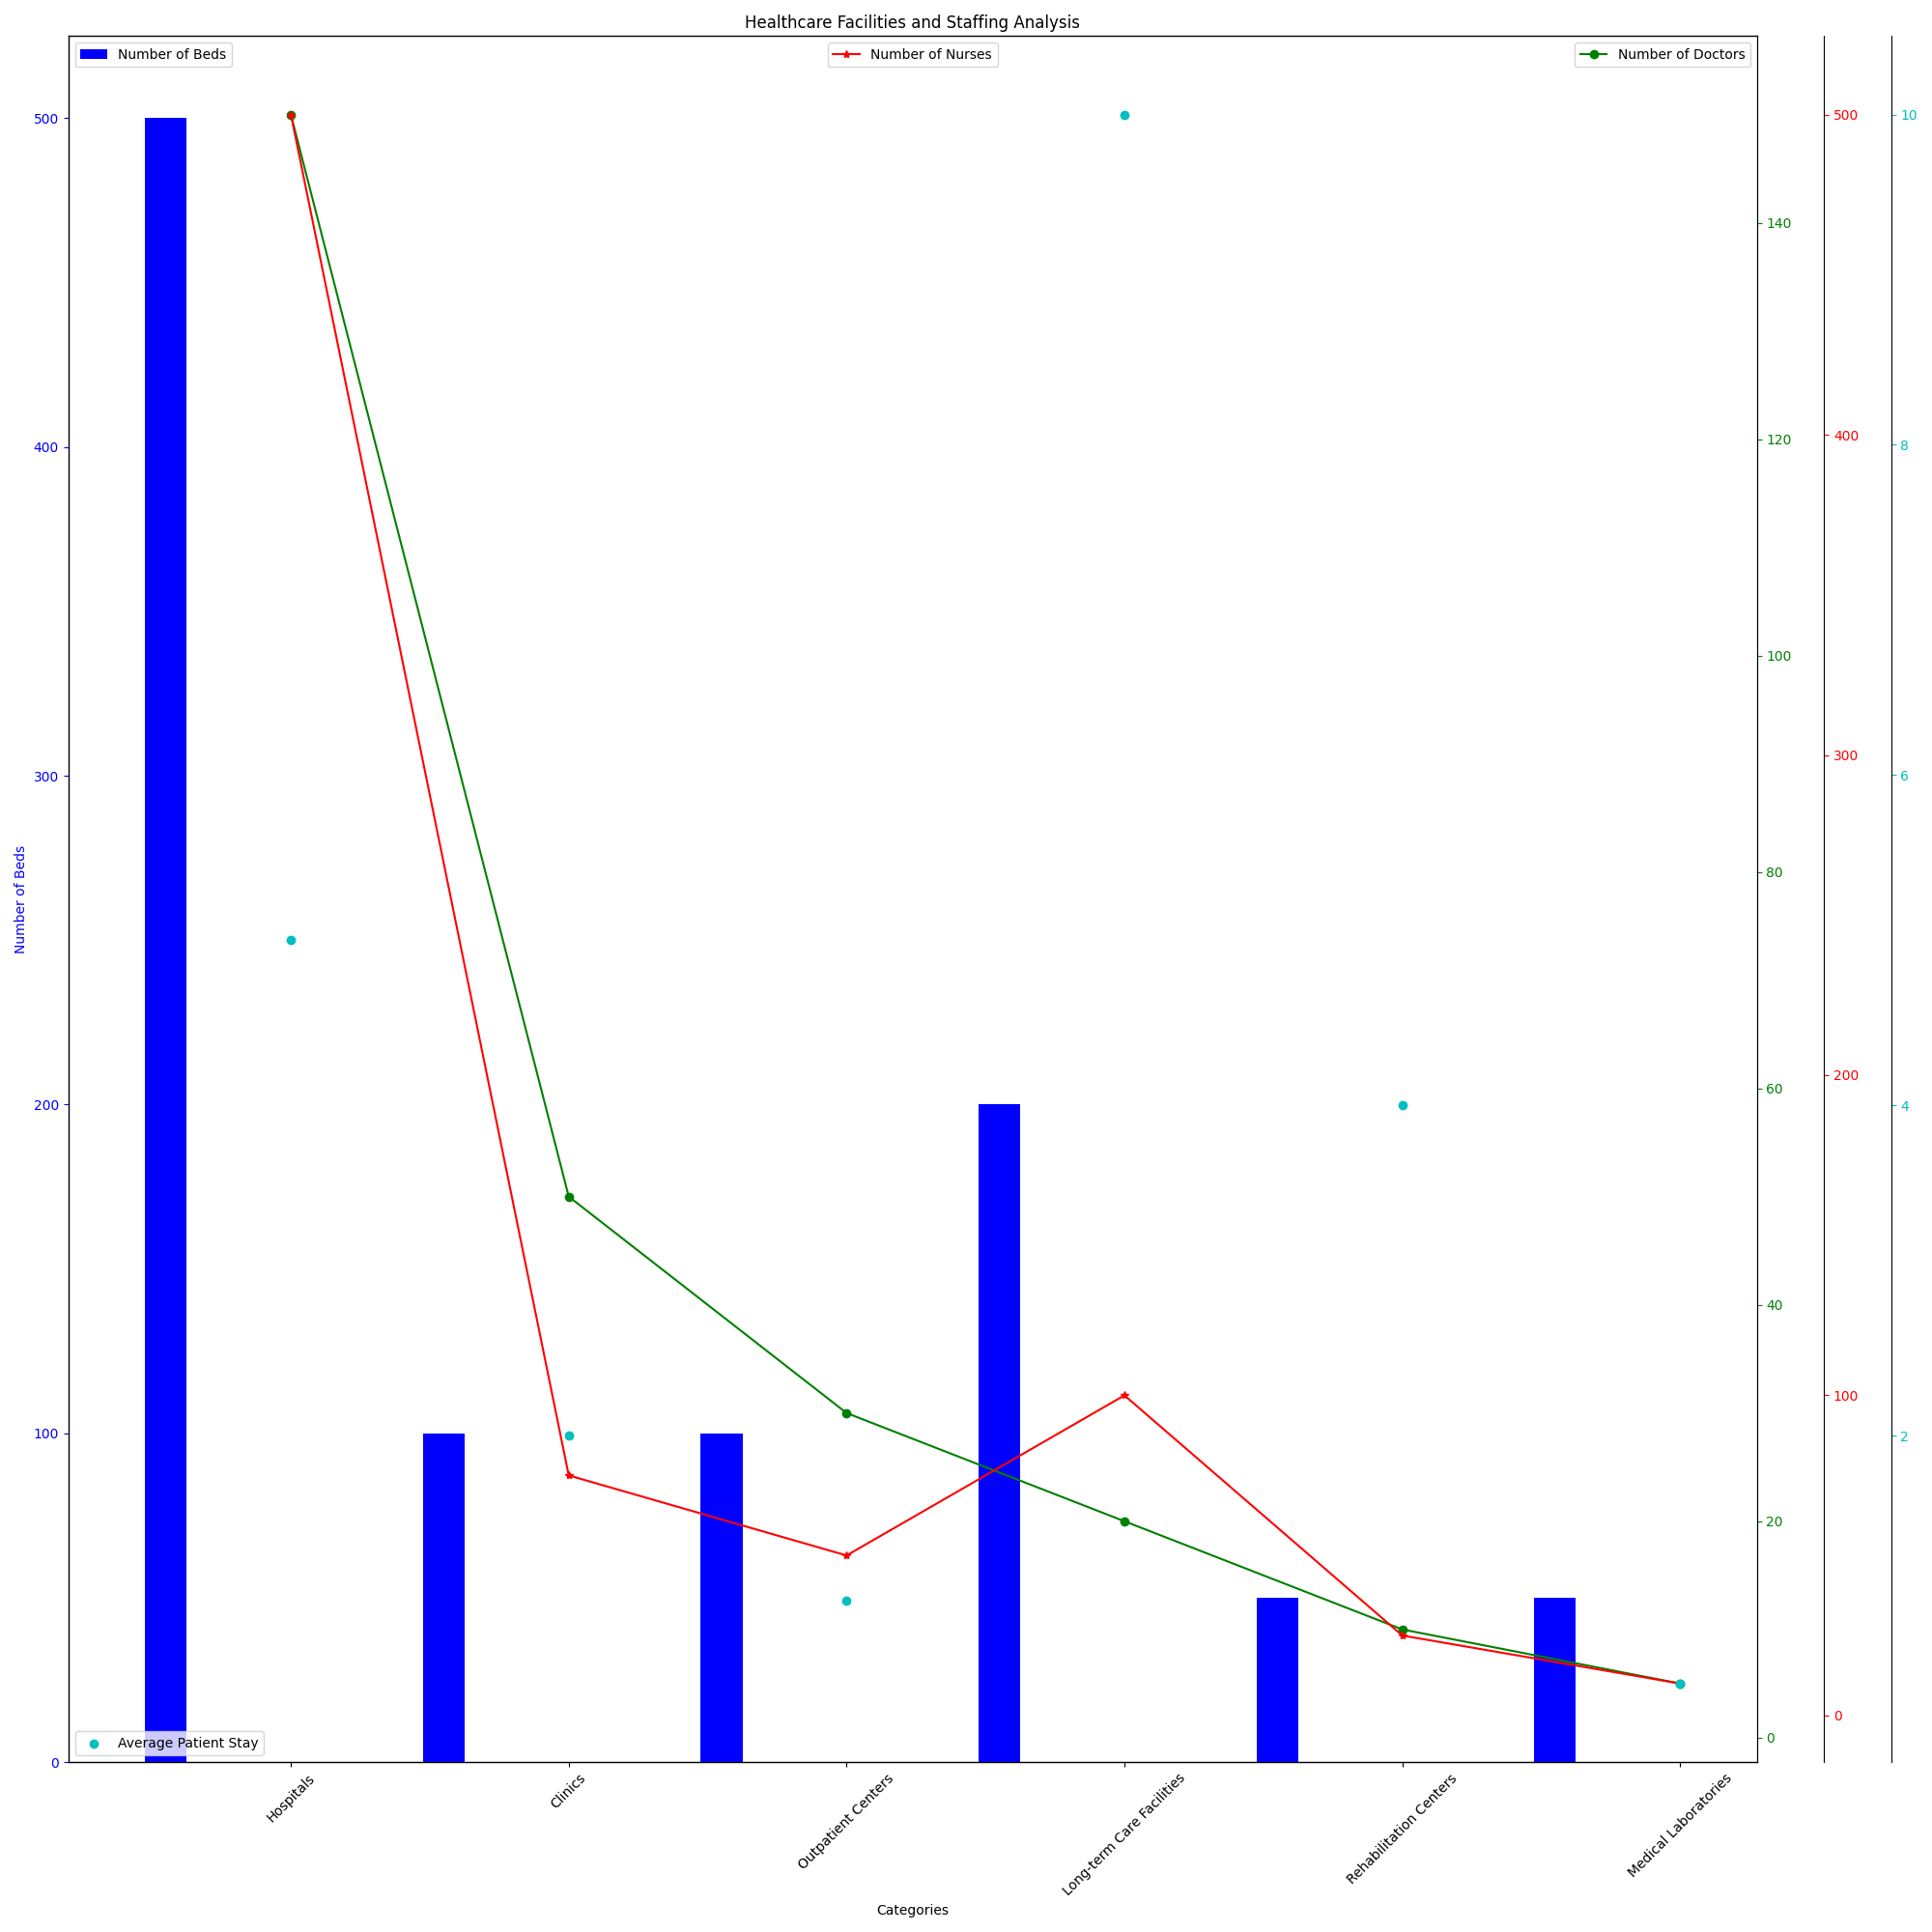 Healthcare Facilities and Staffing Analysis
Number of Beds
Number of Nurses
Number of Doctors
500
400
300
200
100
0
Number of Beds
140
120
100
80
60
40
20
0
500
400
300
200
100
0
10
8
6
4
2
Average Patient Stay
Hospitals
Clinics
Outpatient Centers
Long-term Care Facilities
Rehabilitation Centers
Medical Laboratories
Categories